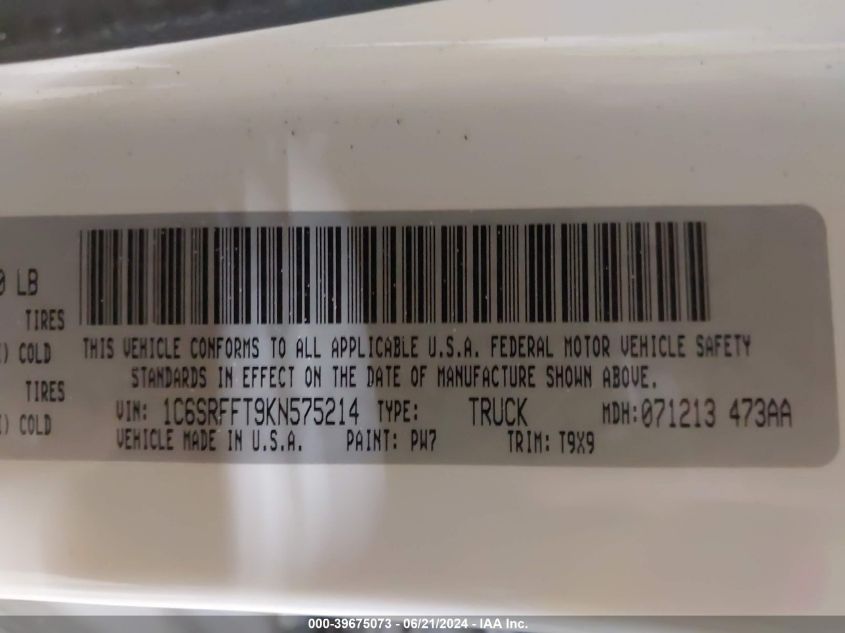 0 LB
TIRES
) COLD
TIRES
) COLD
THIS VEHICLE CONFORMS TO ALL APPLICABLE U.S.A. FEDERAL MOTOR VEHICLE SAFETY
STANDARDS IN EFFECT ON THE DATE OF MANUFACTURE SHOWN ABOVE.
VIN: 1C6SRFFT9KN575214 TYPE: TRUCK MDH:071213 473AA
VEHICLE MADE IN U.S.A. PAINT: PW7 TRIM: T9X9
000-39675073 - 06/21/2024 - IAA Inc.